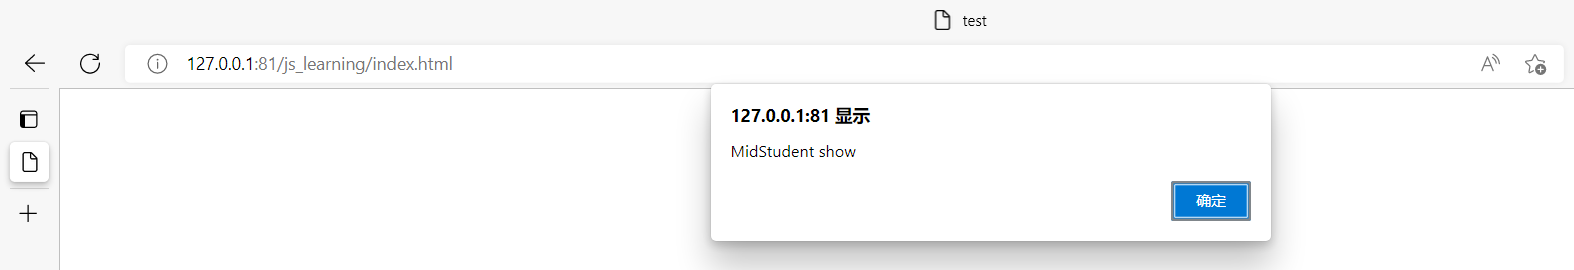 test
127.0.0.1:81/js_learning/index.html
127.0.0.1:81 显示
MidStudent show
确定